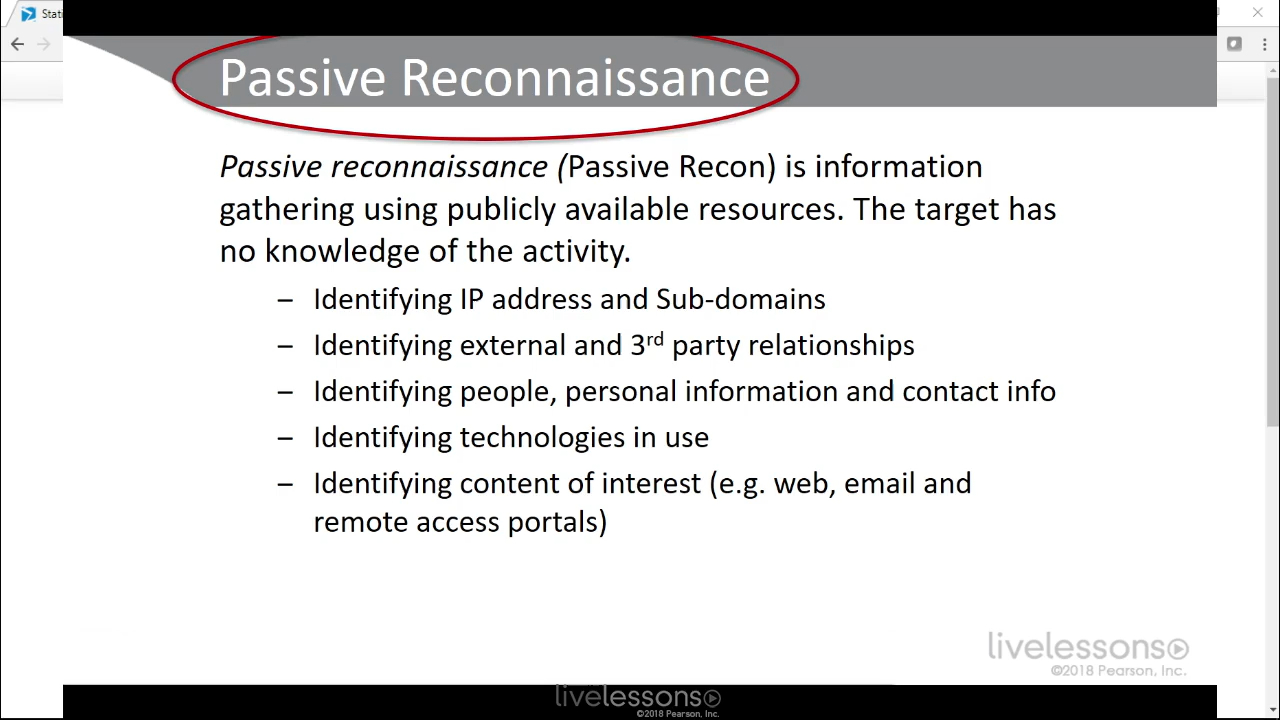 Stati
Passive Reconnaissance
Passive reconnaissance (Passive Recon) is information
gathering using publicly available resources. The target has
no knowledge of the activity.
– Identifying IP address and Sub-domains
– Identifying external and 3rd party relationships
– Identifying people, personal information and contact info
– Identifying technologies in use
– Identifying content of interest (e.g. web, email and
remote access portals)
livelessons
©2018 Pearson, Inc.
livelessons
©2018 Pearson, Inc.